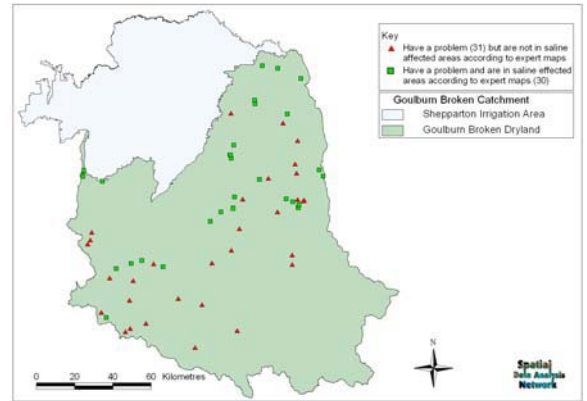 Key
Have a problem (31) but are not in saline
affected areas according to expert maps
Have a problem and are in saline effected
areas according to expert maps (30)
Goulburn Broken Catchment
Shepparton Irrigation Area
Goulburn Broken Dryland
0 20 40 60 Kilometres
N
Spatial
Data Analysis
Network